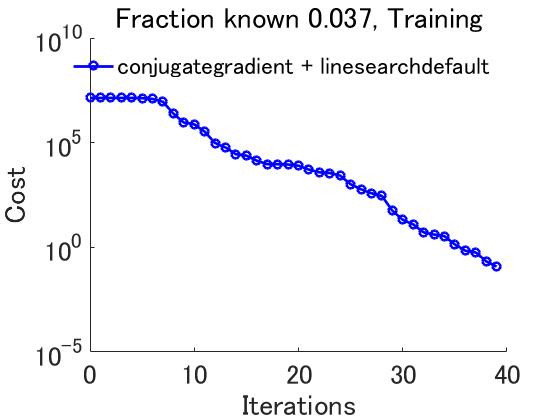 Fraction known 0.037, Training
10^10
conjugategradient + linesearchdefault
10^5
Cost
10^0
10^-5
0 10 20 30 40
Iterations